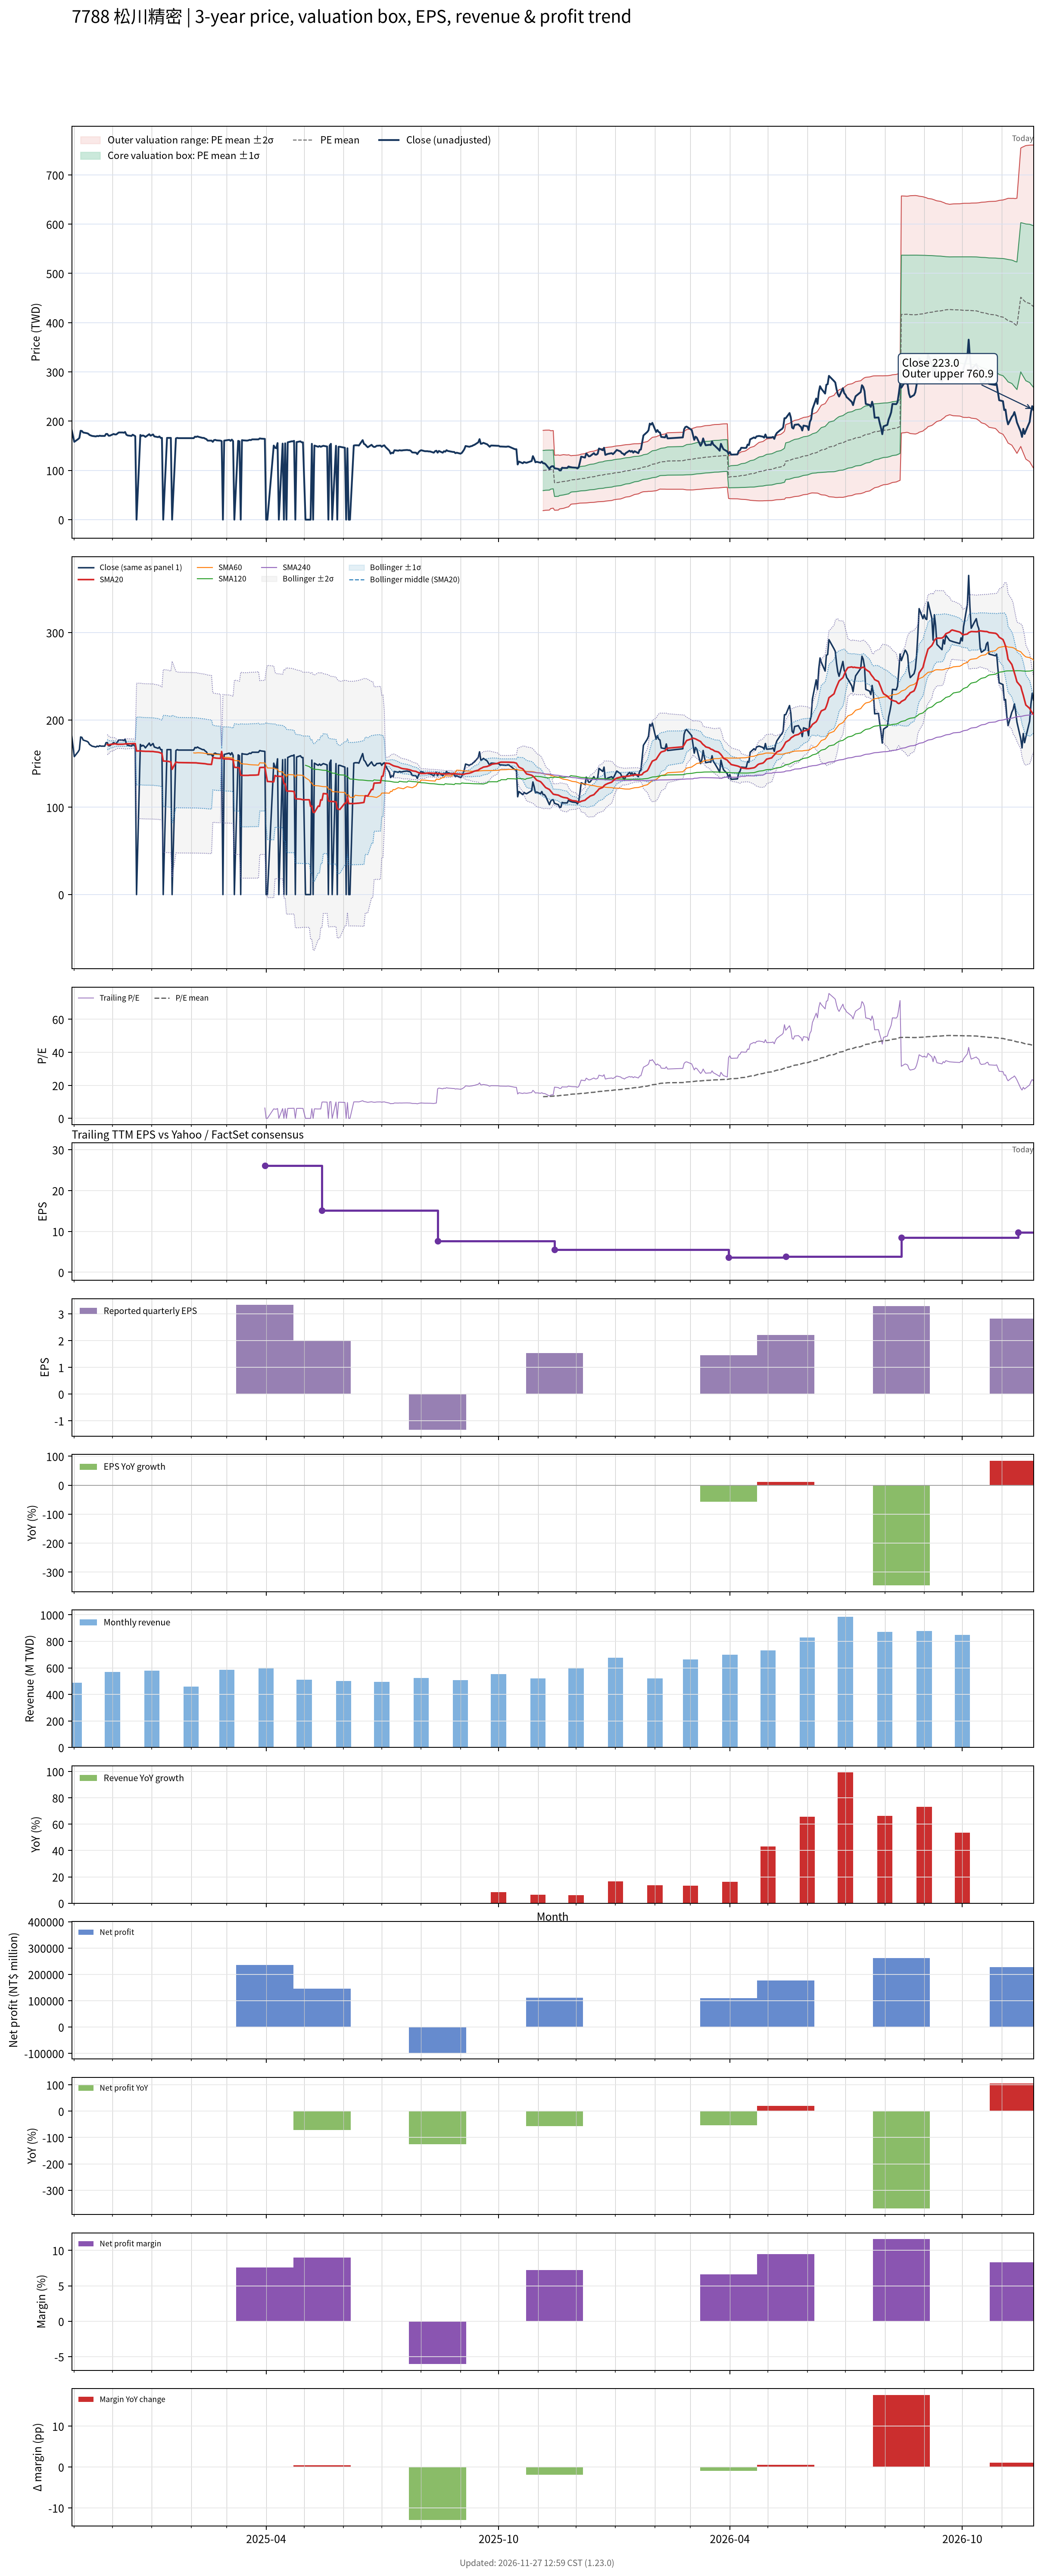 7788 松川精密 | 3-year price, valuation box, EPS, revenue & profit trend
Outer valuation range: PE mean ±2σ
Core valuation box: PE mean ±1σ
PE mean
Close (unadjusted)
Today
Price (TWD)
700
600
500
400
300
200
100
0
Close 223.0
Outer upper 760.9
Close (same as panel 1)
SMA20
SMA60
SMA120
SMA240
Bollinger ±2σ
Bollinger ±1σ
Bollinger middle (SMA20)
Price
300
200
100
0
Trailing P/E
P/E mean
P/E
60
40
20
0
Trailing TTM EPS vs Yahoo / FactSet consensus
Today
EPS
30
20
10
0
Reported quarterly EPS
EPS
3
2
1
0
-1
EPS YoY growth
YoY (%)
100
0
-100
-200
-300
Monthly revenue
Revenue (M TWD)
1000
800
600
400
200
0
Revenue YoY growth
YoY (%)
100
80
60
40
20
0
Month
Net profit
Net profit (NT$ million)
400000
300000
200000
100000
0
-100000
Net profit YoY
YoY (%)
100
0
-100
-200
-300
Net profit margin
Margin (%)
10
5
0
-5
Margin YoY change
Δ margin (pp)
10
0
-10
2025-04
2025-10
2026-04
2026-10
Updated: 2026-11-27 12:59 CST (1.23.0)